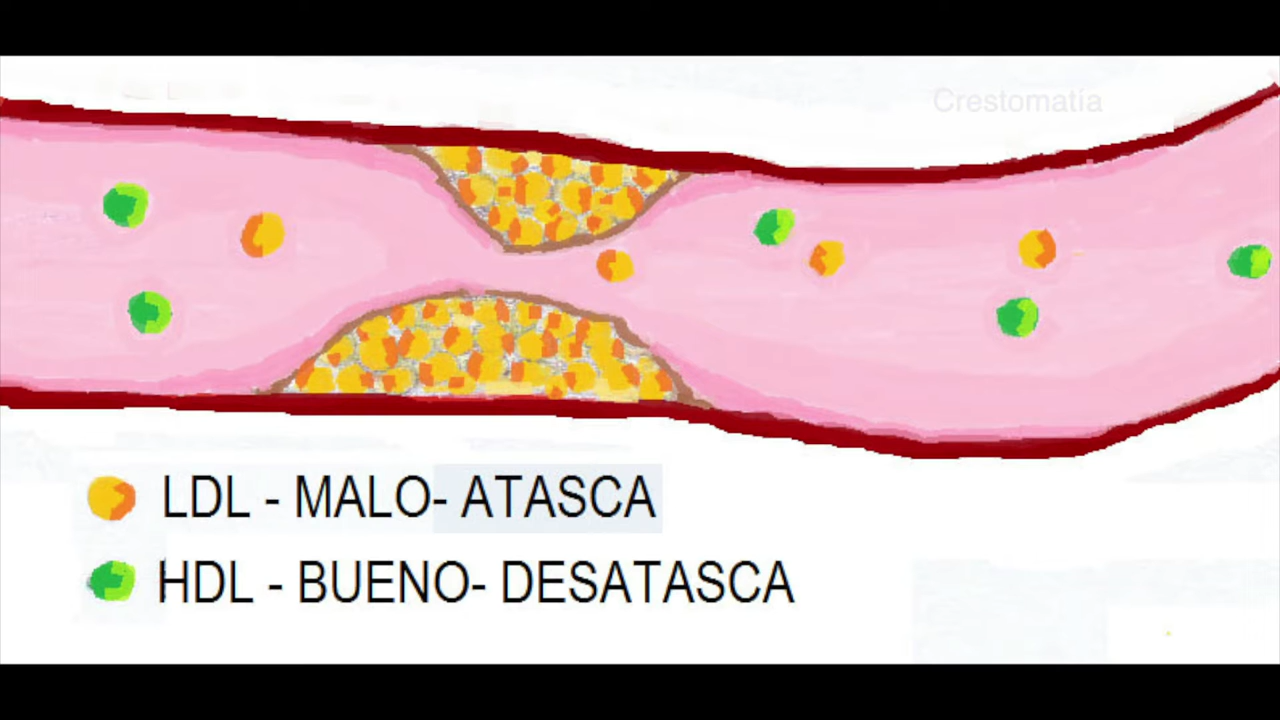 Crestomatía
LDL - MALO- ATASCA
HDL - BUENO- DESATASCA